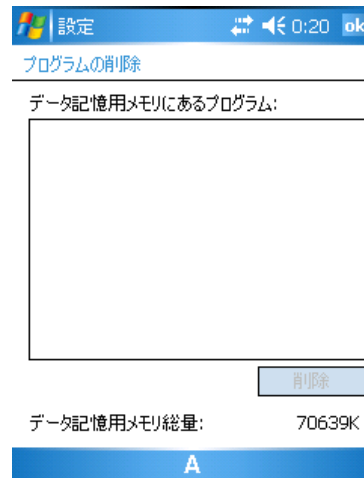 設定 0:20 ok
プログラムの削除
データ記憶用メモリにあるプログラム:
削除
データ記憶用メモリ総量: 70639K
A